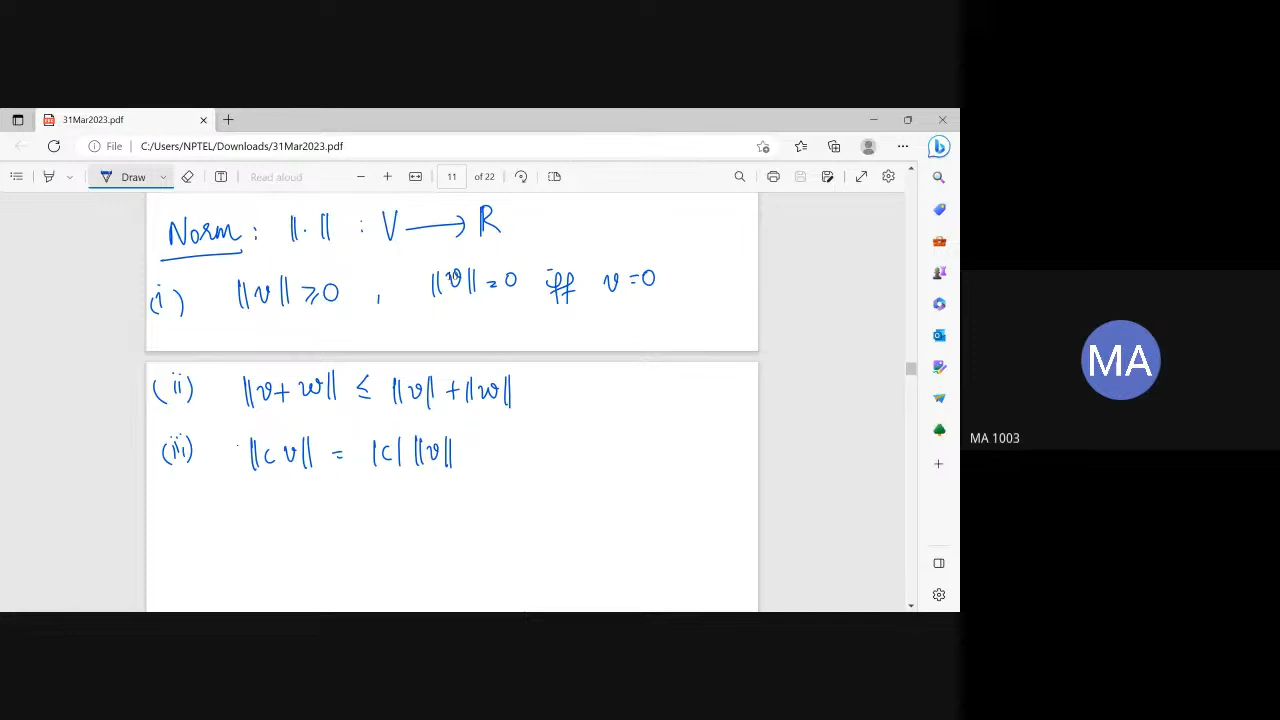 31Mar2023.pdf
File C:/Users/NPTEL/Downloads/31Mar2023.pdf
Draw Read aloud 11 of 22
Norm : ‖·‖ : V ⟶ R
(i) ‖v‖ ⩾ 0 , ‖v‖ = 0 iff v = 0
(ii) ‖v + w‖ ≤ ‖v‖ + ‖w‖
(iii) ‖c v‖ = |c| ‖v‖
MA
MA 1003